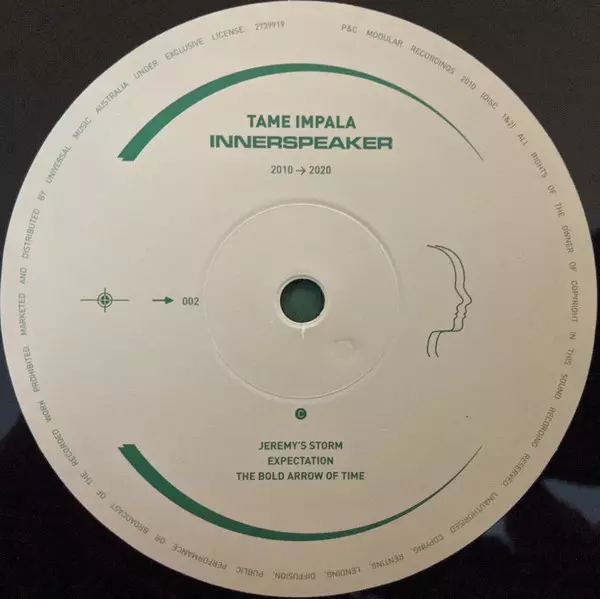 TAME IMPALA
INNERSPEAKER
2010 → 2020
→ 002
C
JEREMY'S STORM
EXPECTATION
THE BOLD ARROW OF TIME
P&C MODULAR RECORDINGS 2010 (DISC 1&2) ALL RIGHTS OF THE OWNER OF COPYRIGHT IN THIS SOUND RECORDING RESERVED. UNAUTHORISED COPYING, RENTING, LENDING, DIFFUSION, PUBLIC PERFORMANCE OR BROADCAST OF THE RECORDED WORK PROHIBITED. MARKETED AND DISTRIBUTED BY UNIVERSAL MUSIC AUSTRALIA UNDER EXCLUSIVE LICENSE. 2739919